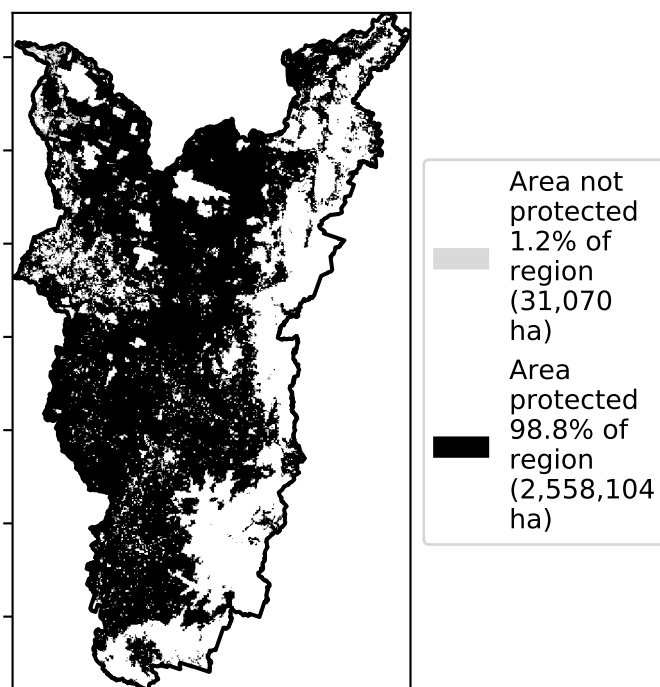 Area not
protected
1.2% of
region
(31,070
ha)
Area
protected
98.8% of
region
(2,558,104
ha)